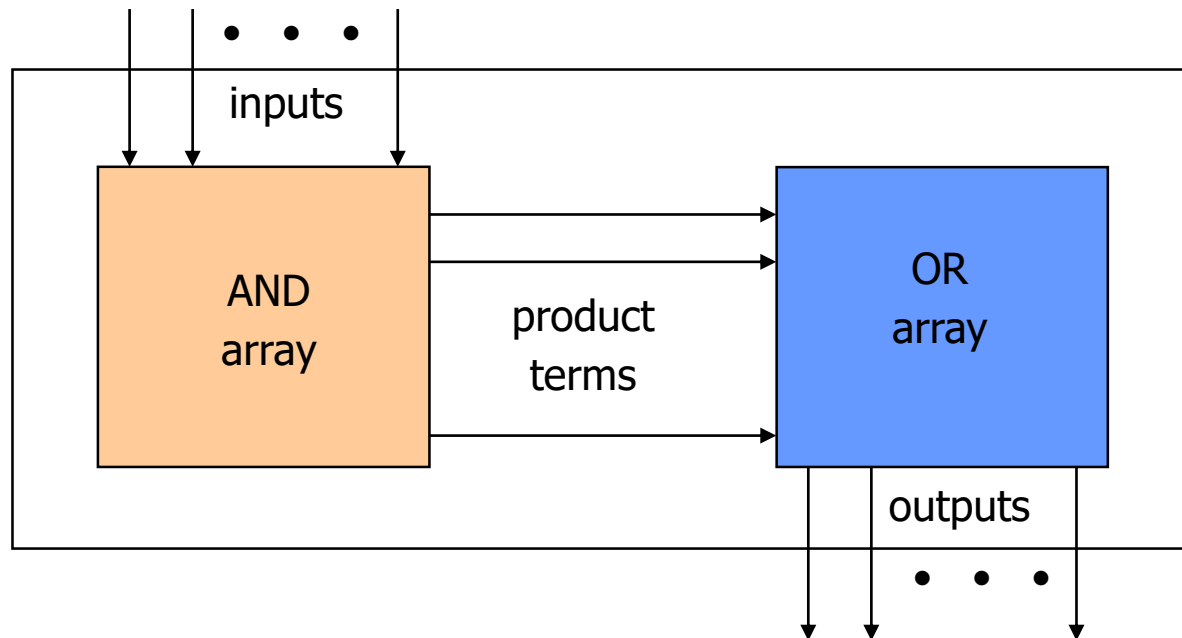 inputs
AND
array
product
terms
OR
array
outputs